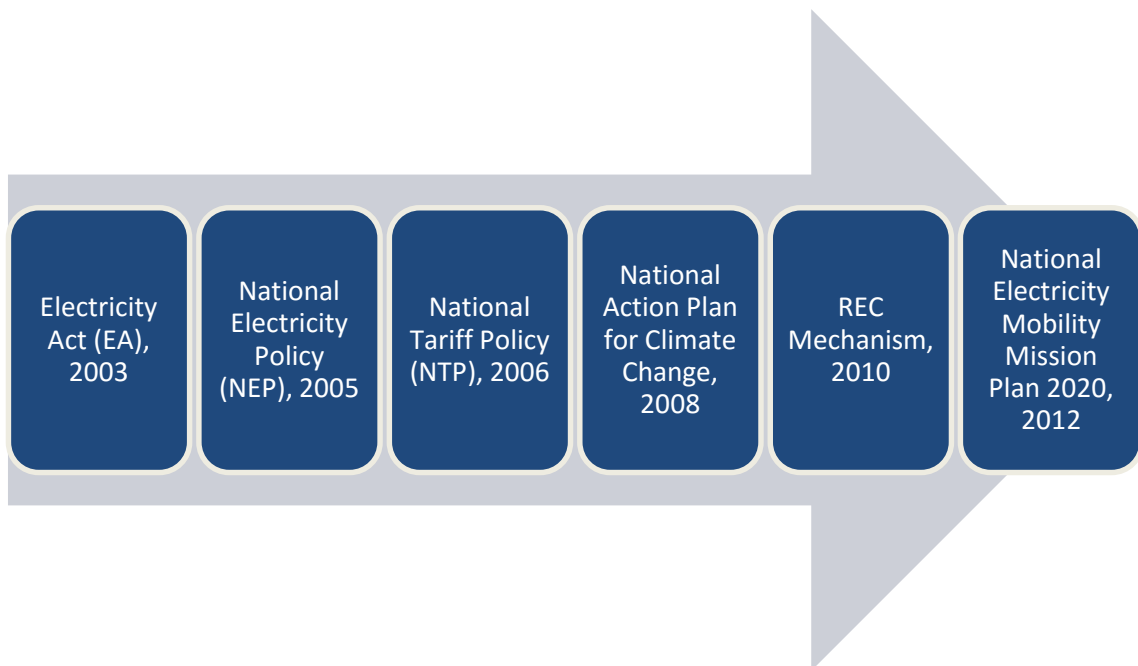 Electricity
Act (EA),
2003
National
Electricity
Policy
(NEP), 2005
National
Tariff Policy
(NTP), 2006
National
Action Plan
for Climate
Change,
2008
REC
Mechanism,
2010
National
Electricity
Mobility
Mission
Plan 2020,
2012